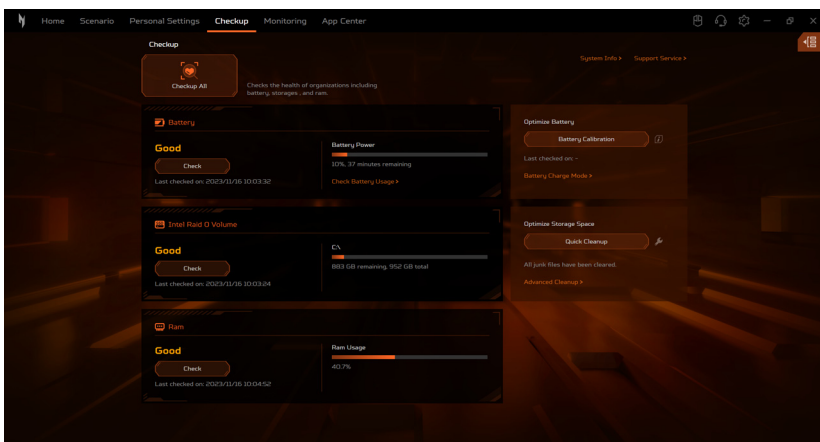 Home Scenario Personal Settings Checkup Monitoring App Center
Checkup
System Info > Support Service >
Checkup All
Checks the health of organizations including
battery, storages , and ram.
Battery
Good
Check
Last checked on: 2023/11/16 10:03:32
Battery Power
10%, 37 minutes remaining
Check Battery Usage >
Optimize Battery
Battery Calibration
Last checked on: -
Battery Charge Mode >
Intel Raid 0 Volume
Good
Check
Last checked on: 2023/11/16 10:03:24
C:\
883 GB remaining, 952 GB total
Optimize Storage Space
Quick Cleanup
All junk files have been cleared.
Advanced Cleanup >
Ram
Good
Check
Last checked on: 2023/11/16 10:04:52
Ram Usage
40.7%